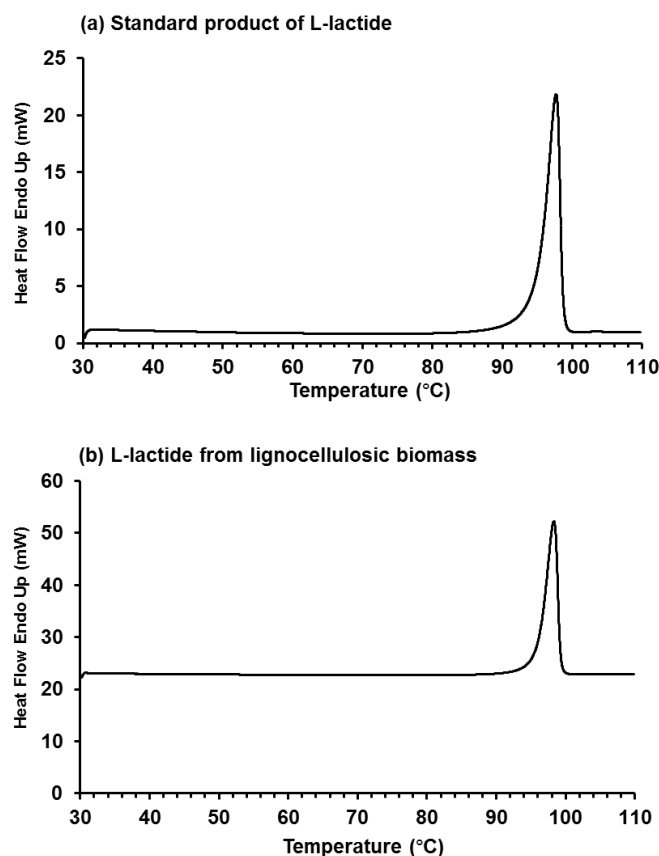 (a) Standard product of L-lactide
Heat Flow Endo Up (mW)
25
20
15
10
5
0
30 40 50 60 70 80 90 100 110
Temperature (°C)
(b) L-lactide from lignocellulosic biomass
Heat Flow Endo Up (mW)
60
50
40
30
20
10
0
30 40 50 60 70 80 90 100 110
Temperature (°C)